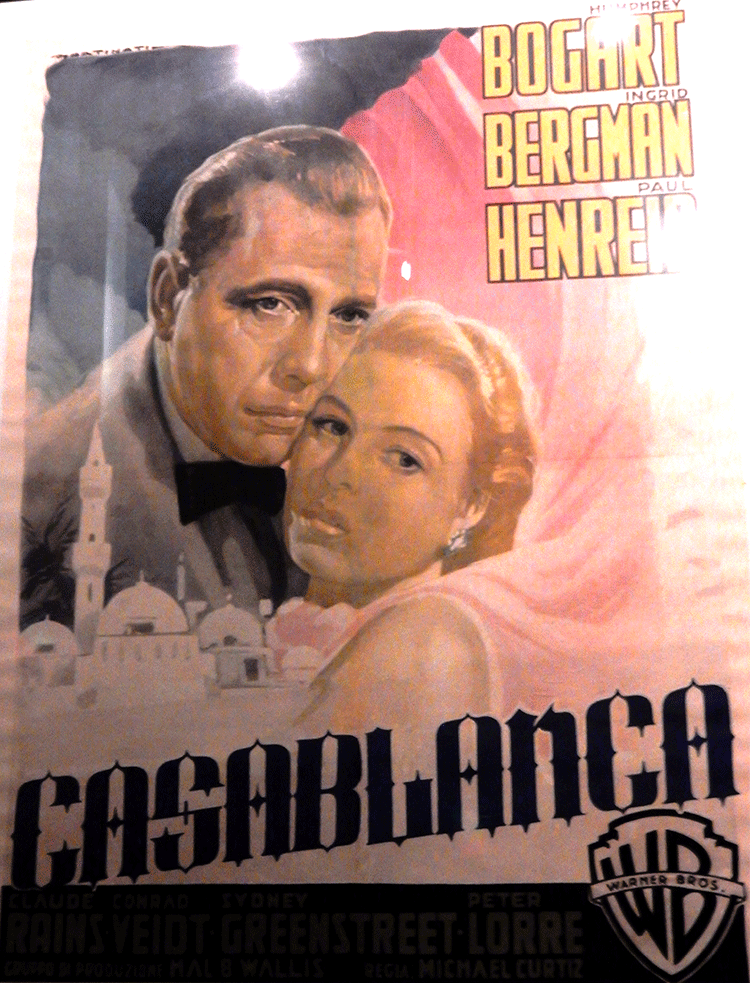 HUMPHREY
BOGART
INGRID
BERGMAN
PAUL
HENREID
CASABLANCA
WARNER BROS.
WB
CLAUDE CONRAD SYDNEY PETER
RAINS·VEIDT·GREENSTREET·LORRE
GRUPPO DI PRODUZIONE HAL B WALLIS REGIA MICHAEL CURTIZ